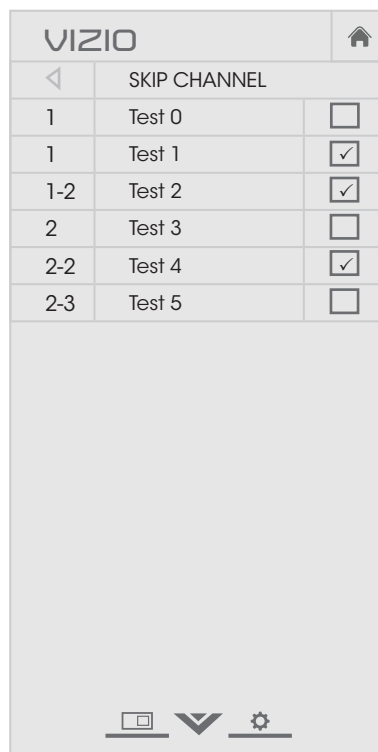 VIZIO
SKIP CHANNEL
1 Test 0
1 Test 1
1-2 Test 2
2 Test 3
2-2 Test 4
2-3 Test 5